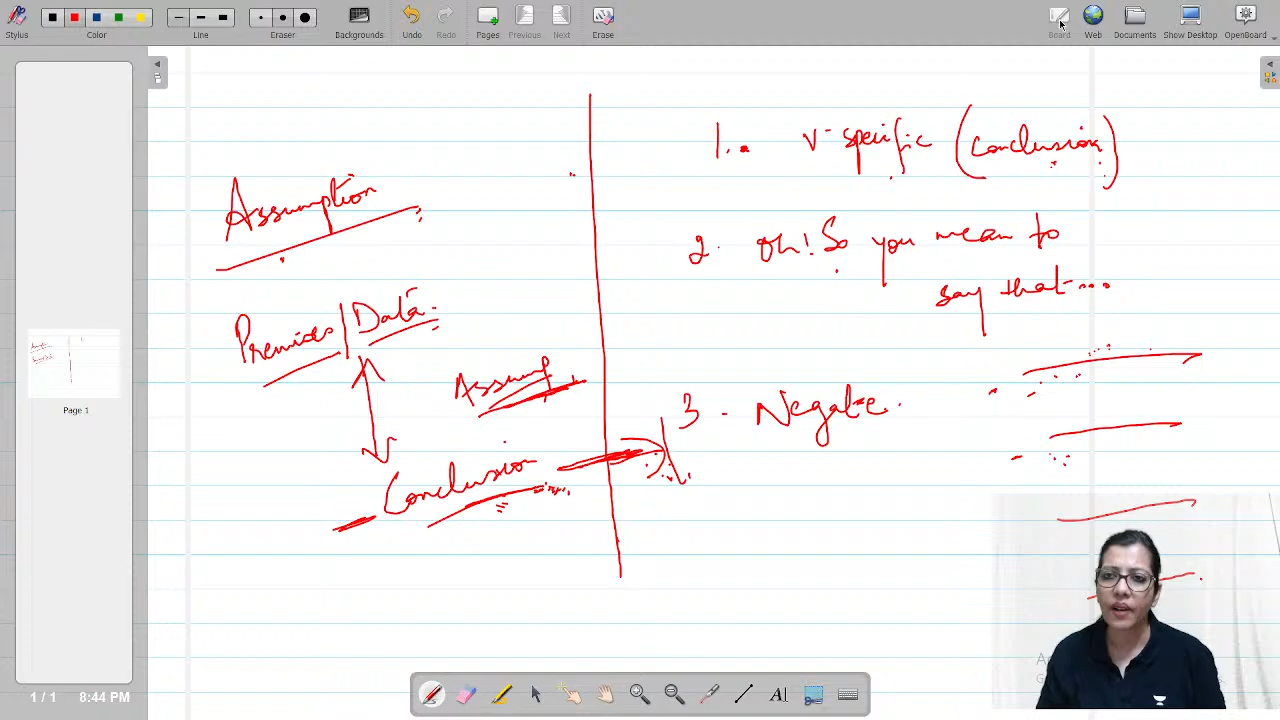 Stylus
Color
Line
Eraser
Backgrounds
Undo
Redo
Pages
Previous
Next
Erase
Board
Web
Documents
Show Desktop
OpenBoard
Assumption
Premises/Data
Assump
Conclusion
1. V-specific (Conclusion)
2. Oh! So you mean to
say that...
3 - Negate.
Page 1
1 / 1
8:44 PM